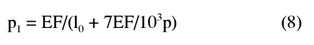 p₁ = EF/(l₀ + 7EF/10³p) (8)